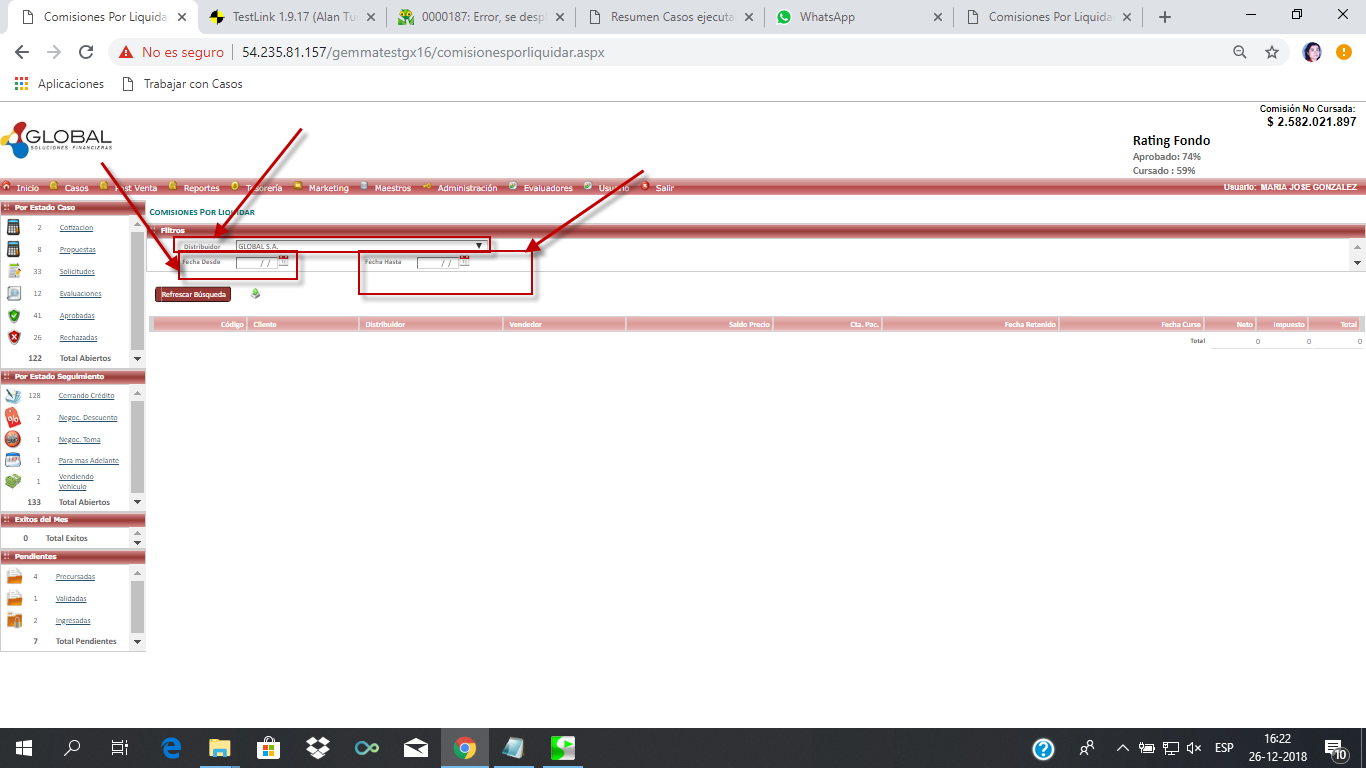 Comisiones Por Liquida
TestLink 1.9.17 (Alan Tu
0000187: Error, se despl
Resumen Casos ejecuta
WhatsApp
Comisiones Por Liquida
No es seguro
54.235.81.157/gemmatestgx16/comisionesporliquidar.aspx
Aplicaciones
Trabajar con Casos
Comisión No Cursada:
$ 2.582.021.897
GLOBAL
SOLUCIONES FINANCIERAS
Rating Fondo
Aprobado: 74%
Cursado : 59%
Inicio Casos Post Venta Reportes Tesorería Marketing Maestros Administración Evaluadores Usuario Salir
Usuario: MARIA JOSE GONZALEZ
Por Estado Caso
2 Cotizacion
8 Propuestas
33 Solicitudes
12 Evaluaciones
41 Aprobadas
26 Rechazadas
122 Total Abiertos
Por Estado Seguimiento
128 Cerrando Crédito
2 Negoc. Descuento
1 Negoc. Toma
1 Para mas Adelante
1 Vendiendo
Vehiculo
133 Total Abiertos
Exitos del Mes
0 Total Exitos
Pendientes
4 Precursadas
1 Validadas
2 Ingresadas
7 Total Pendientes
COMISIONES POR LIQUIDAR
Filtros
Distribuidor GLOBAL S.A.
Fecha Desde / / Fecha Hasta / /
Refrescar Búsqueda
Código Cliente Distribuidor Vendedor Saldo Precio Cta. Pac. Fecha Retenido Fecha Curse Neto Impuesto Total
Total 0 0 0
ESP
16:22
26-12-2018
10